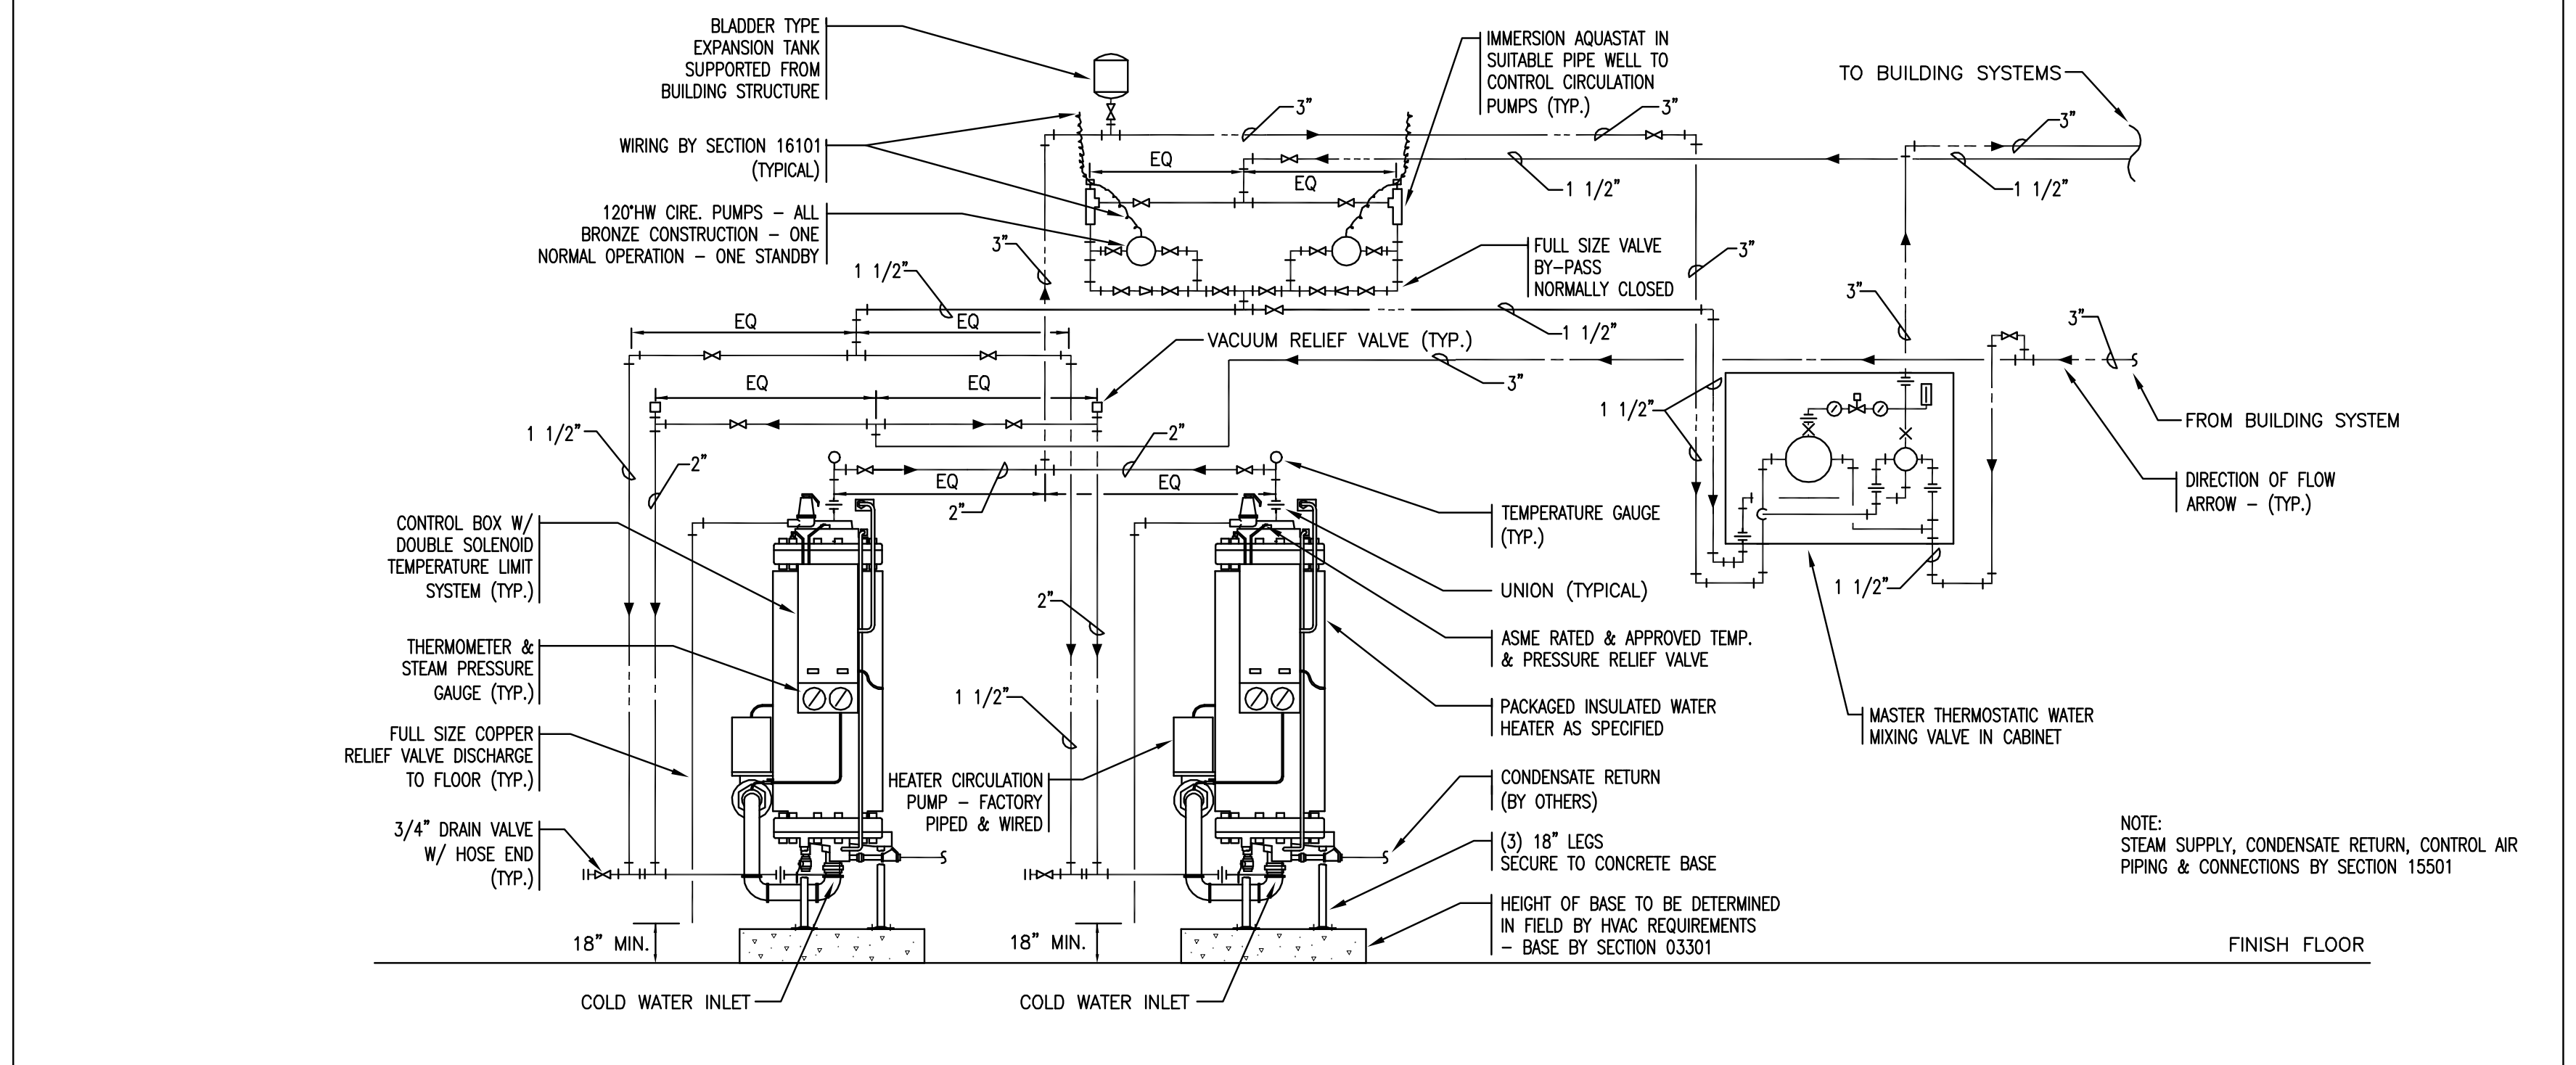 BLADDER TYPE
EXPANSION TANK
SUPPORTED FROM
BUILDING STRUCTURE
WIRING BY SECTION 16101
(TYPICAL)
120°HW CIRE. PUMPS – ALL
BRONZE CONSTRUCTION – ONE
NORMAL OPERATION – ONE STANDBY
IMMERSION AQUASTAT IN
SUITABLE PIPE WELL TO
CONTROL CIRCULATION
PUMPS (TYP.)
TO BUILDING SYSTEMS
3"
3"
3"
EQ
EQ
1 1/2"
1 1/2"
FULL SIZE VALVE
BY-PASS
NORMALLY CLOSED
3"
3"
1 1/2"
3"
3"
EQ
EQ
1 1/2"
VACUUM RELIEF VALVE (TYP.)
EQ
EQ
3"
1 1/2"
FROM BUILDING SYSTEM
1 1/2"
2"
2"
EQ
EQ
2"
DIRECTION OF FLOW
ARROW – (TYP.)
CONTROL BOX W/
DOUBLE SOLENOID
TEMPERATURE LIMIT
SYSTEM (TYP.)
TEMPERATURE GAUGE
(TYP.)
UNION (TYPICAL)
1 1/2"
2"
THERMOMETER &
STEAM PRESSURE
GAUGE (TYP.)
ASME RATED & APPROVED TEMP.
& PRESSURE RELIEF VALVE
1 1/2"
PACKAGED INSULATED WATER
HEATER AS SPECIFIED
MASTER THERMOSTATIC WATER
MIXING VALVE IN CABINET
FULL SIZE COPPER
RELIEF VALVE DISCHARGE
TO FLOOR (TYP.)
HEATER CIRCULATION
PUMP – FACTORY
PIPED & WIRED
CONDENSATE RETURN
(BY OTHERS)
3/4" DRAIN VALVE
W/ HOSE END
(TYP.)
(3) 18" LEGS
SECURE TO CONCRETE BASE
NOTE:
STEAM SUPPLY, CONDENSATE RETURN, CONTROL AIR
PIPING & CONNECTIONS BY SECTION 15501
HEIGHT OF BASE TO BE DETERMINED
IN FIELD BY HVAC REQUIREMENTS
– BASE BY SECTION 03301
18" MIN.
18" MIN.
FINISH FLOOR
COLD WATER INLET
COLD WATER INLET